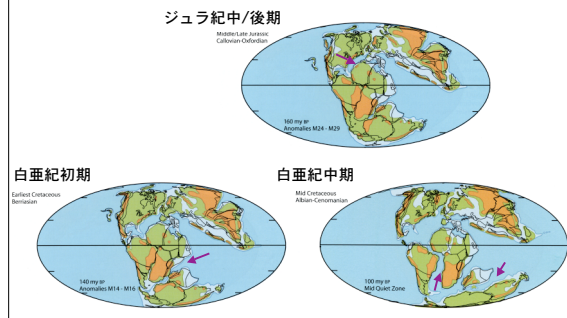 ジュラ紀中/後期
Middle/Late Jurassic
Callovian-Oxfordian
160 my BP
Anomalies M24 - M29
白亜紀初期
Earliest Cretaceous
Berriasian
140 my BP
Anomalies M14 - M16
白亜紀中期
Mid Cretaceous
Albian-Cenomanian
100 my BP
Mid Quiet Zone